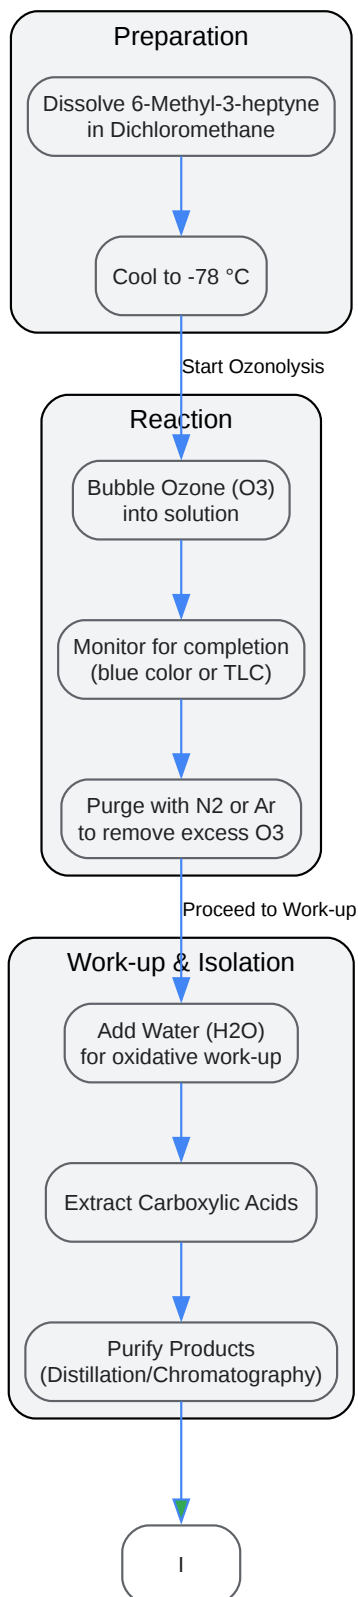 Preparation
Dissolve 6-Methyl-3-heptyne
in Dichloromethane
Cool to -78 °C
Start Ozonolysis
Reaction
Bubble Ozone (O3)
into solution
Monitor for completion
(blue color or TLC)
Purge with N2 or Ar
to remove excess O3
Proceed to Work-up
Work-up & Isolation
Add Water (H2O)
for oxidative work-up
Extract Carboxylic Acids
Purify Products
(Distillation/Chromatography)
I